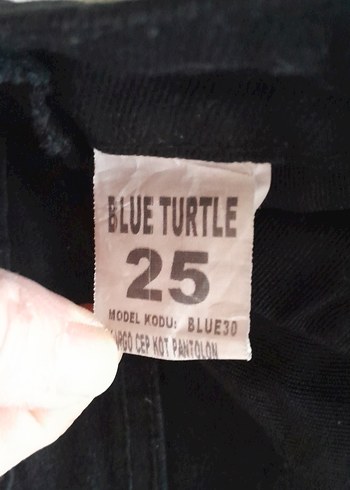 BLUE TURTLE
25
MODEL KODU: BLUE30
CEP KOT PANTOLON